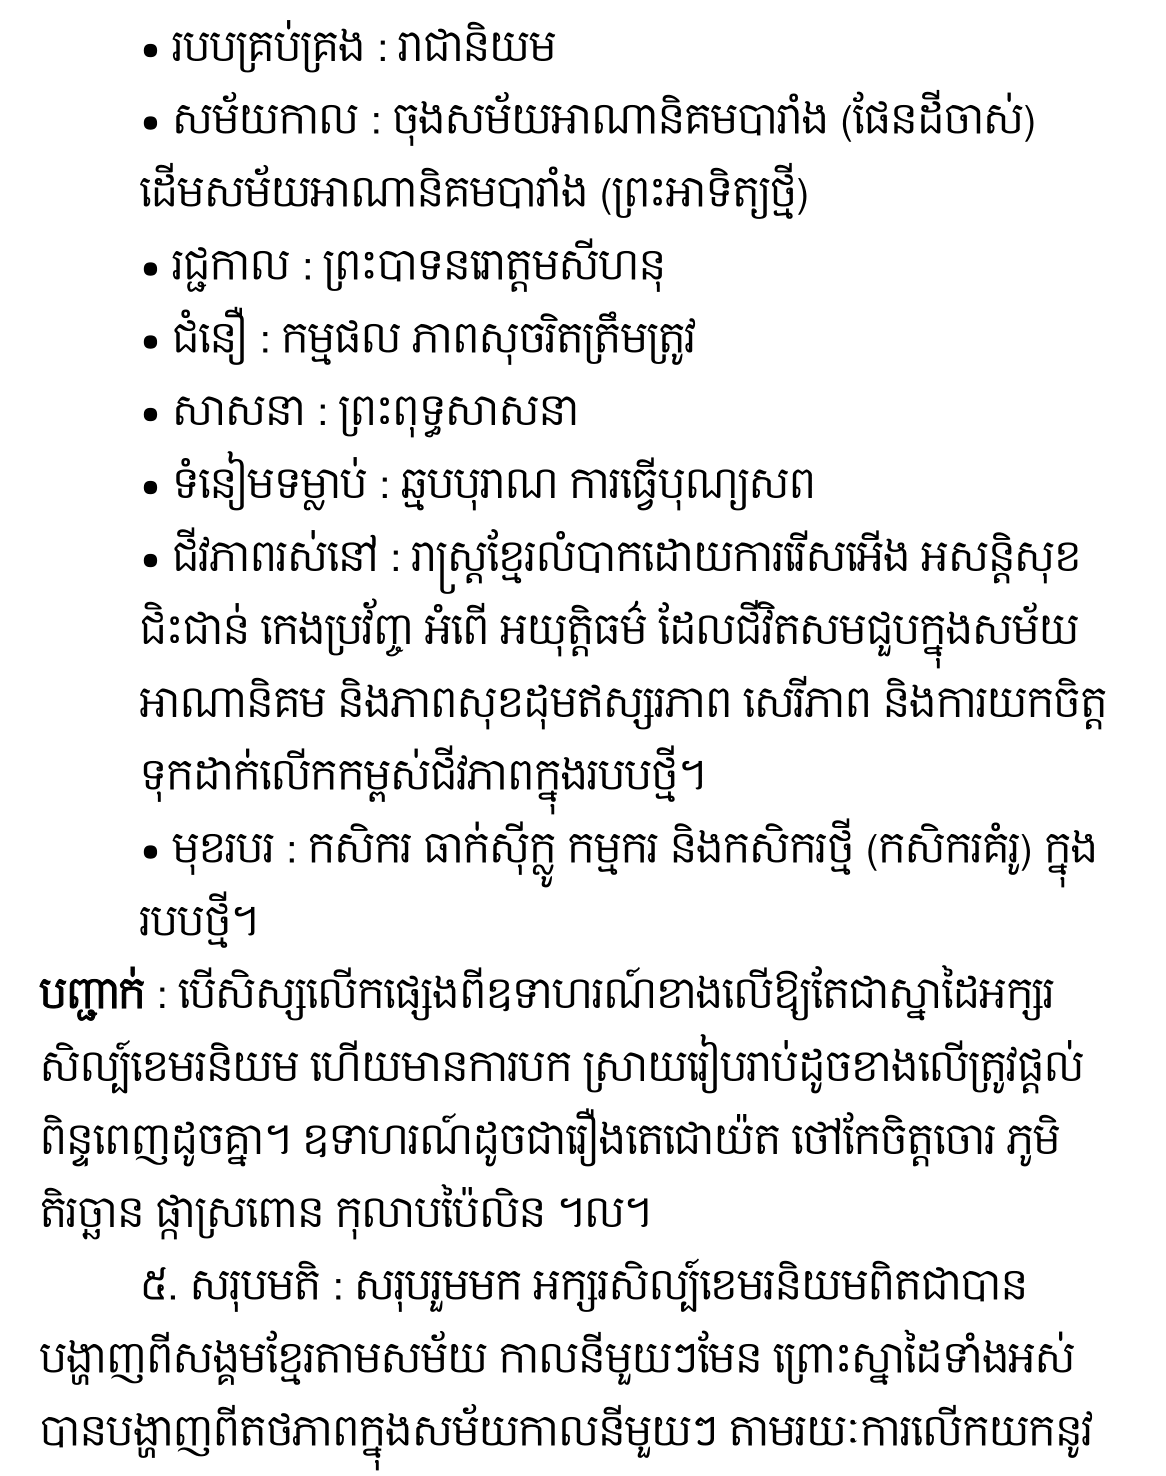 • របបគ្រប់គ្រង : រាជានិយម
• សម័យកាល : ចុងសម័យអាណានិគមបារាំង (ផែនដីចាស់)
ដើមសម័យអាណានិគមបារាំង (ព្រះអាទិត្យថ្មី)
• រជ្ជកាល : ព្រះបាទនរោត្តមសីហនុ
• ជំនឿ : កម្មផល ភាពសុចរិតត្រឹមត្រូវ
• សាសនា : ព្រះពុទ្ធសាសនា
• ទំនៀមទម្លាប់ : ឆ្មបបុរាណ ការធ្វើបុណ្យសព
• ជីវភាពរស់នៅ : រាស្ត្រខ្មែរលំបាកដោយការរើសអើង អសន្តិសុខ
ជិះជាន់ កេងប្រវ័ញ្ច អំពើ អយុត្តិធម៌ ដែលជីវិតសមជួបក្នុងសម័យ
អាណានិគម និងភាពសុខដុមឥស្សរភាព សេរីភាព និងការយកចិត្ត
ទុកដាក់លើកកម្ពស់ជីវភាពក្នុងរបបថ្មី។
• មុខរបរ : កសិករ ធាក់ស៊ីក្លូ កម្មករ និងកសិករថ្មី (កសិករគំរូ) ក្នុង
របបថ្មី។
បញ្ជាក់ : បើសិស្សលើកផ្សេងពីឧទាហរណ៍ខាងលើឱ្យតែជាស្នាដៃអក្សរ
សិល្ប៍ខេមរនិយម ហើយមានការបក ស្រាយរៀបរាប់ដូចខាងលើត្រូវផ្តល់
ពិន្ទុពេញដូចគ្នា។ ឧទាហរណ៍ដូចជារឿងតេជោយ៉ត ថៅកែចិត្តចោរ ភូមិ
តិរច្ឆាន ផ្កាស្រពោន កុលាបប៉ៃលិន ។ល។
៥. សរុបមតិ : សរុបរួមមក អក្សរសិល្ប៍ខេមរនិយមពិតជាបាន
បង្ហាញពីសង្គមខ្មែរតាមសម័យ កាលនីមួយៗមែន ព្រោះស្នាដៃទាំងអស់
បានបង្ហាញពីតថភាពក្នុងសម័យកាលនីមួយៗ តាមរយៈការលើកយកនូវ